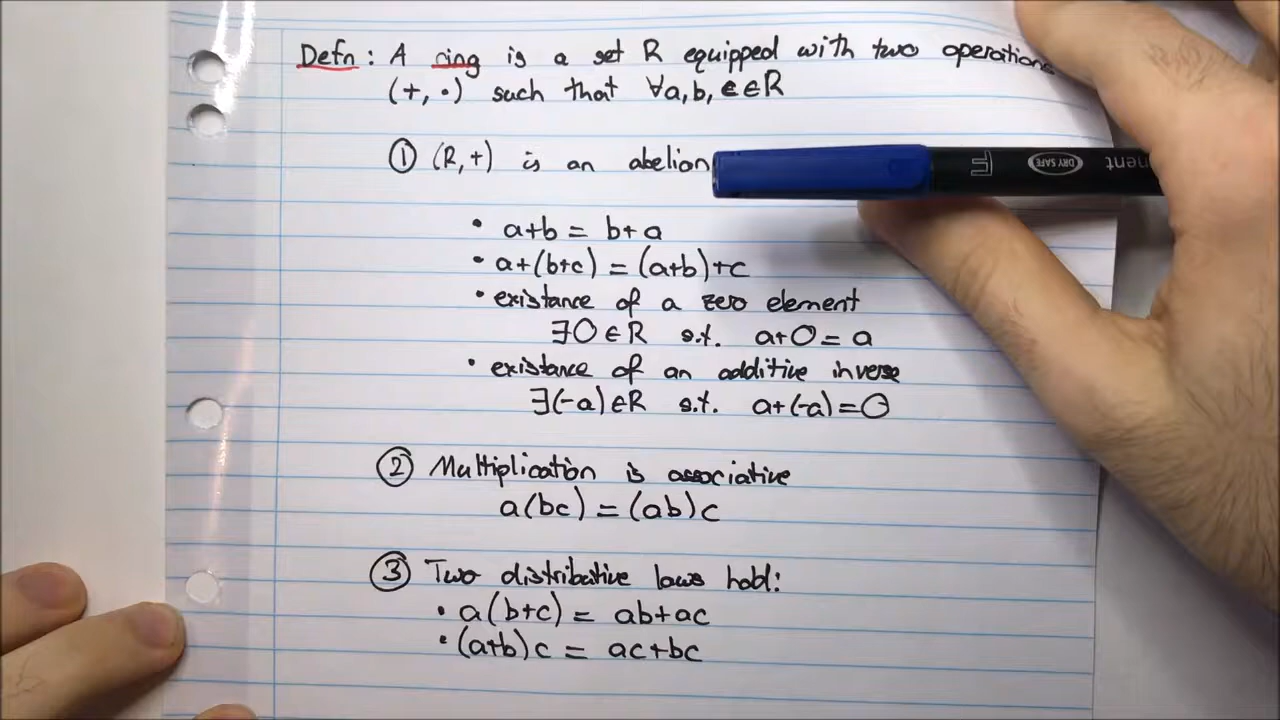 Defn: A ring is a set R equipped with two operations
(+, •) such that ∀a,b,c∈R
① (R,+) is an abelian
• a+b = b+a
• a+(b+c) = (a+b)+c
• existance of a zero element
∃0∈R s.t. a+0 = a
• existance of an additive inverse
∃(-a)∈R s.t. a+(-a)=0
② Multiplication is associative
a(bc) = (ab)c
③ Two distributive laws hold:
• a(b+c) = ab+ac
• (a+b)c = ac+bc
F
DRY SAFE